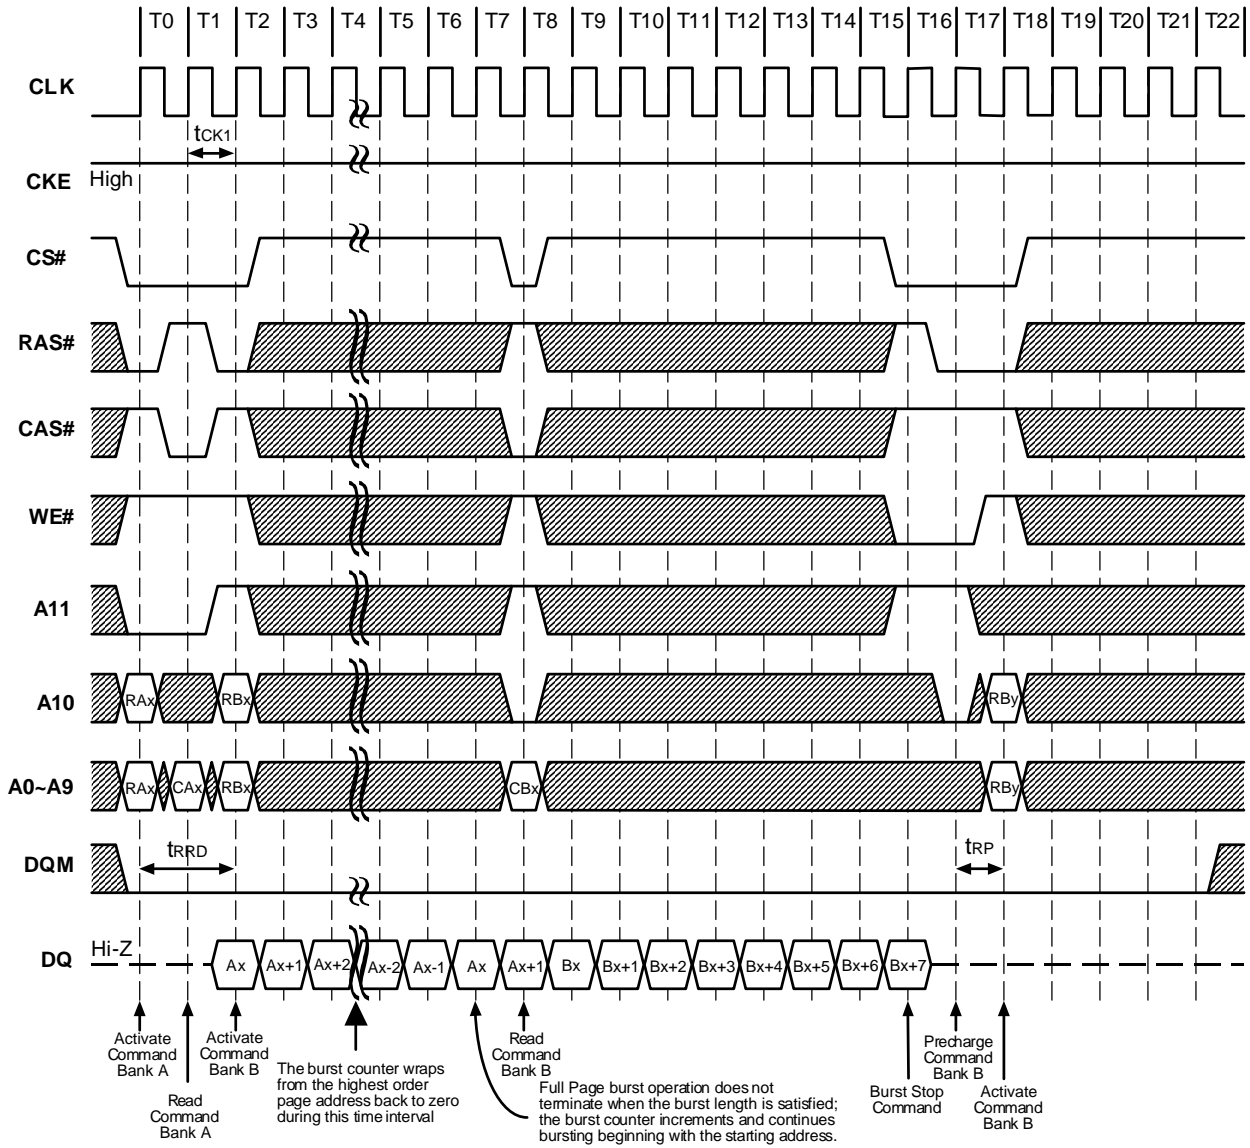 T0 T1 T2 T3 T4 T5 T6 T7 T8 T9 T10 T11 T12 T13 T14 T15 T16 T17 T18 T19 T20 T21 T22
CLK
tCK1
CKE High
CS#
RAS#
CAS#
WE#
A11
A10 RAx RBx RBy
A0~A9 RAx CAx RBx CBx RBy
DQM tRRD tRP
DQ Hi-Z Ax Ax+1 Ax+2 Ax-2 Ax-1 Ax Ax+1 Bx Bx+1 Bx+2 Bx+3 Bx+4 Bx+5 Bx+6 Bx+7
Activate
Command
Bank A
Read
Command
Bank A
Activate
Command
Bank B
The burst counter wraps
from the highest order
page address back to zero
during this time interval
Read
Command
Bank B
Full Page burst operation does not
terminate when the burst length is satisfied;
the burst counter increments and continues
bursting beginning with the starting address.
Burst Stop
Command
Precharge
Command
Bank B
Activate
Command
Bank B